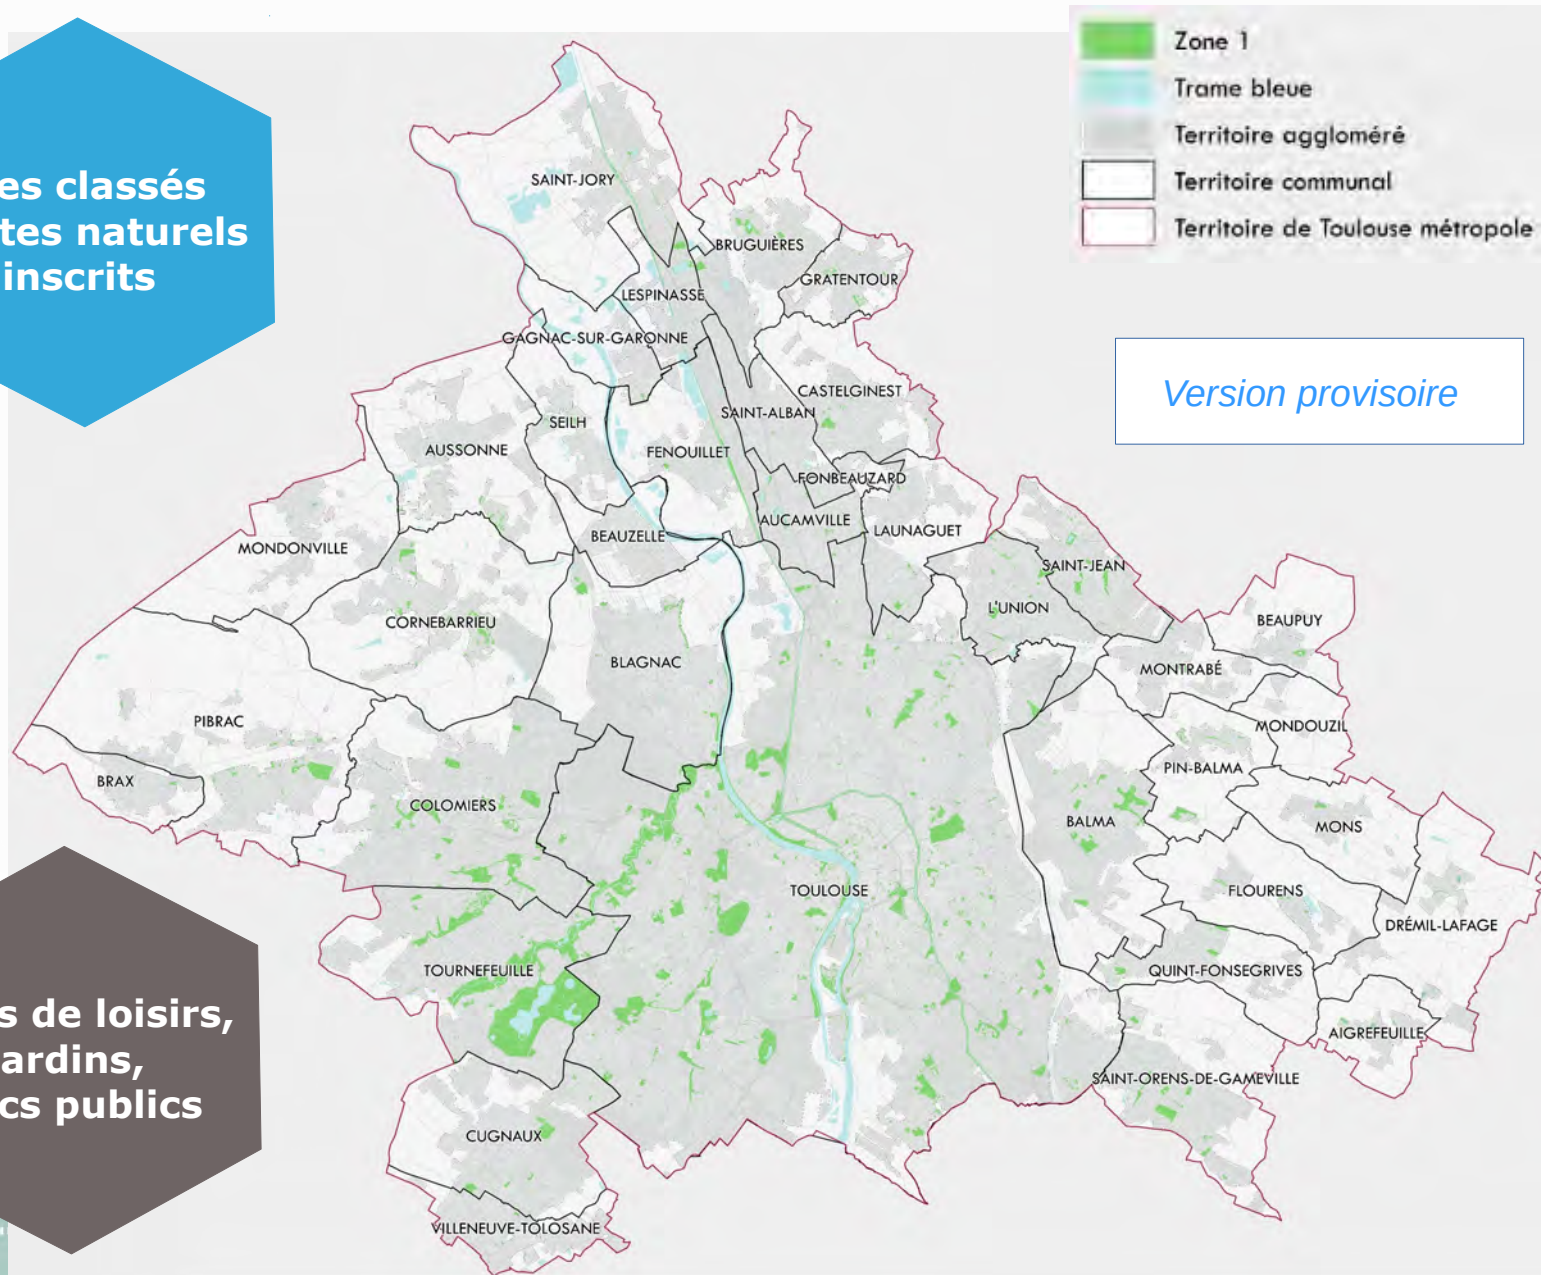 Zone 1
Trame bleue
Territoire aggloméré
Territoire communal
Territoire de Toulouse métropole
es classés
tes naturels
inscrits
Version provisoire
SAINT-JORY
BRUGUIÈRES
GRATENTOUR
LESPINASSE
GAGNAC-SUR-GARONNE
CASTELGINEST
SAINT-ALBAN
SEILH
AUSSONNE
FENOUILLET
FONBEAUZARD
AUCAMVILLE
LAUNAGUET
BEAUZELLE
MONDONVILLE
SAINT-JEAN
L'UNION
CORNEBARRIEU
BEAUPUY
BLAGNAC
MONTRABÉ
PIBRAC
MONDOUZIL
PIN-BALMA
BRAX
COLOMIERS
BALMA
MONS
TOULOUSE
FLOURENS
DRÉMIL-LAFAGE
TOURNEFEUILLE
QUINT-FONSEGRIVES
AIGREFEUILLE
SAINT-ORENS-DE-GAMEVILLE
CUGNAUX
VILLENEUVE-TOLOSANE
s de loisirs,
ardins,
cs publics